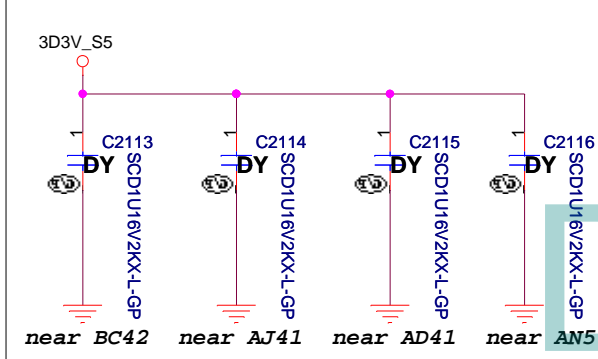 3D3V_S5
1
C2113
DY
SCD1U16V2KX-L-GP
1
C2114
DY
SCD1U16V2KX-L-GP
1
C2115
DY
SCD1U16V2KX-L-GP
1
C2116
DY
SCD1U16V2KX-L-GP
near BC42
near AJ41
near AD41
near AN5